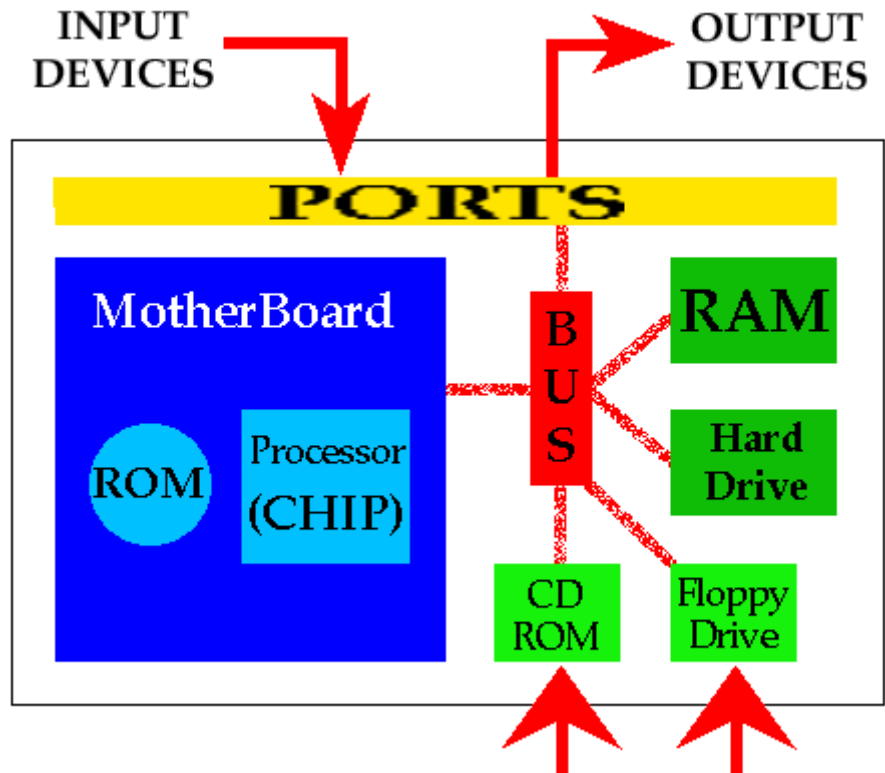 INPUT
DEVICES
OUTPUT
DEVICES
PORTS
MotherBoard
ROM
Processor
(CHIP)
B
U
S
RAM
Hard
Drive
CD
ROM
Floppy
Drive